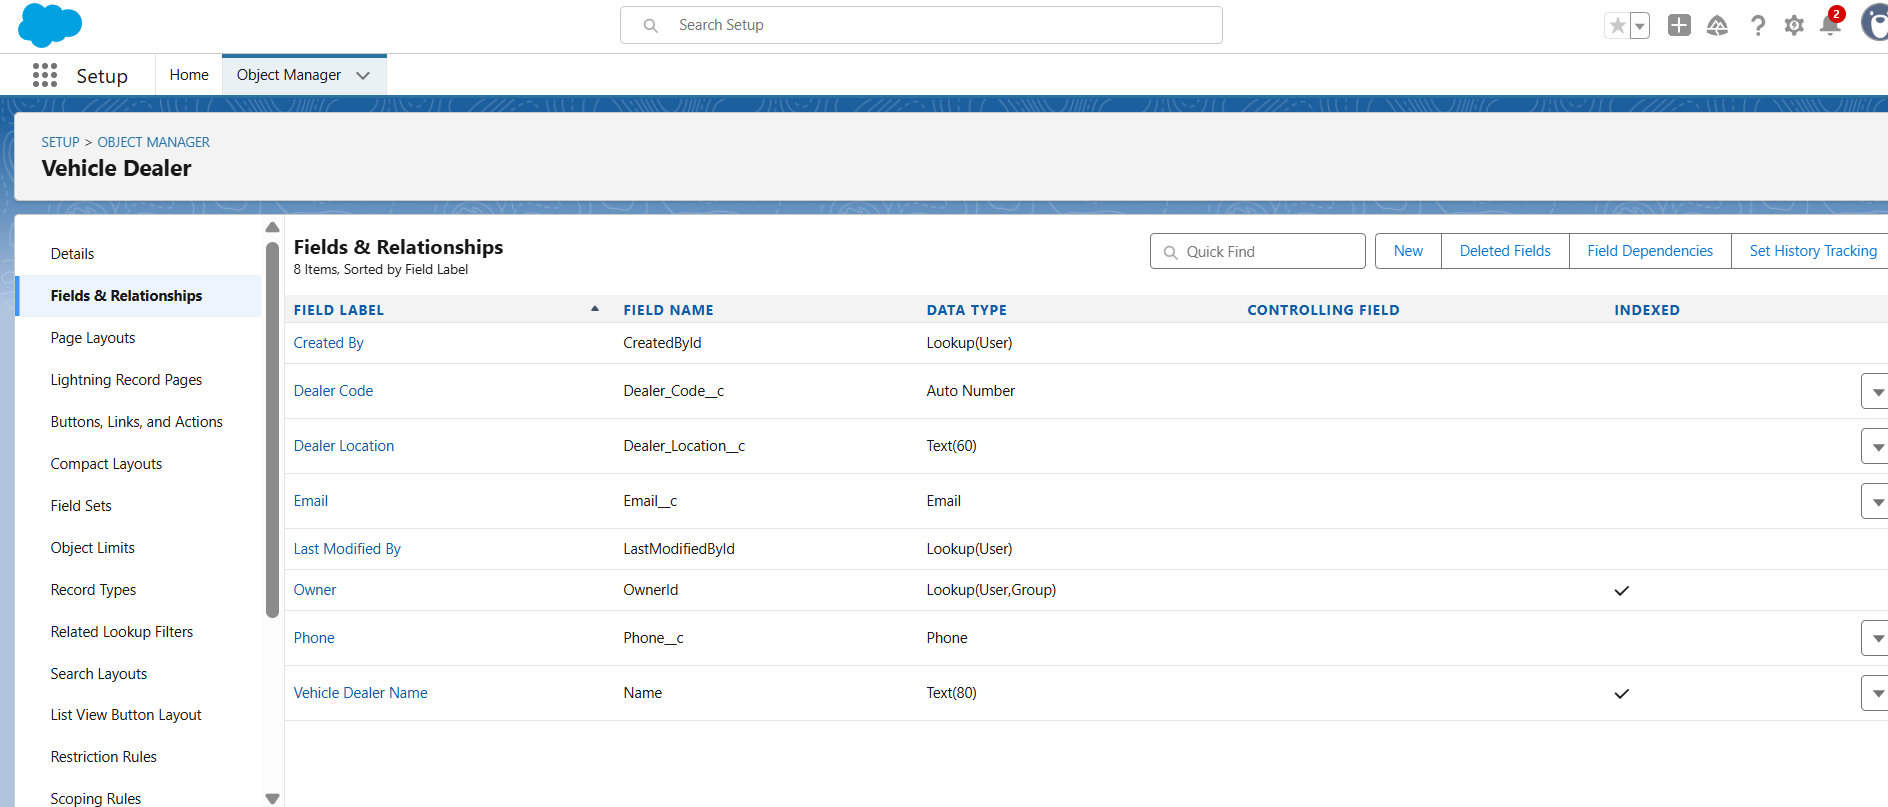 Search Setup
2
Setup
Home
Object Manager
SETUP > OBJECT MANAGER
Vehicle Dealer
Details
Fields & Relationships
Page Layouts
Lightning Record Pages
Buttons, Links, and Actions
Compact Layouts
Field Sets
Object Limits
Record Types
Related Lookup Filters
Search Layouts
List View Button Layout
Restriction Rules
Scoping Rules
Fields & Relationships
8 Items, Sorted by Field Label
Quick Find
New
Deleted Fields
Field Dependencies
Set History Tracking
FIELD LABEL FIELD NAME DATA TYPE CONTROLLING FIELD INDEXED
Created By CreatedById Lookup(User)
Dealer Code Dealer_Code__c Auto Number
Dealer Location Dealer_Location__c Text(60)
Email Email__c Email
Last Modified By LastModifiedById Lookup(User)
Owner OwnerId Lookup(User,Group)
Phone Phone__c Phone
Vehicle Dealer Name Name Text(80)